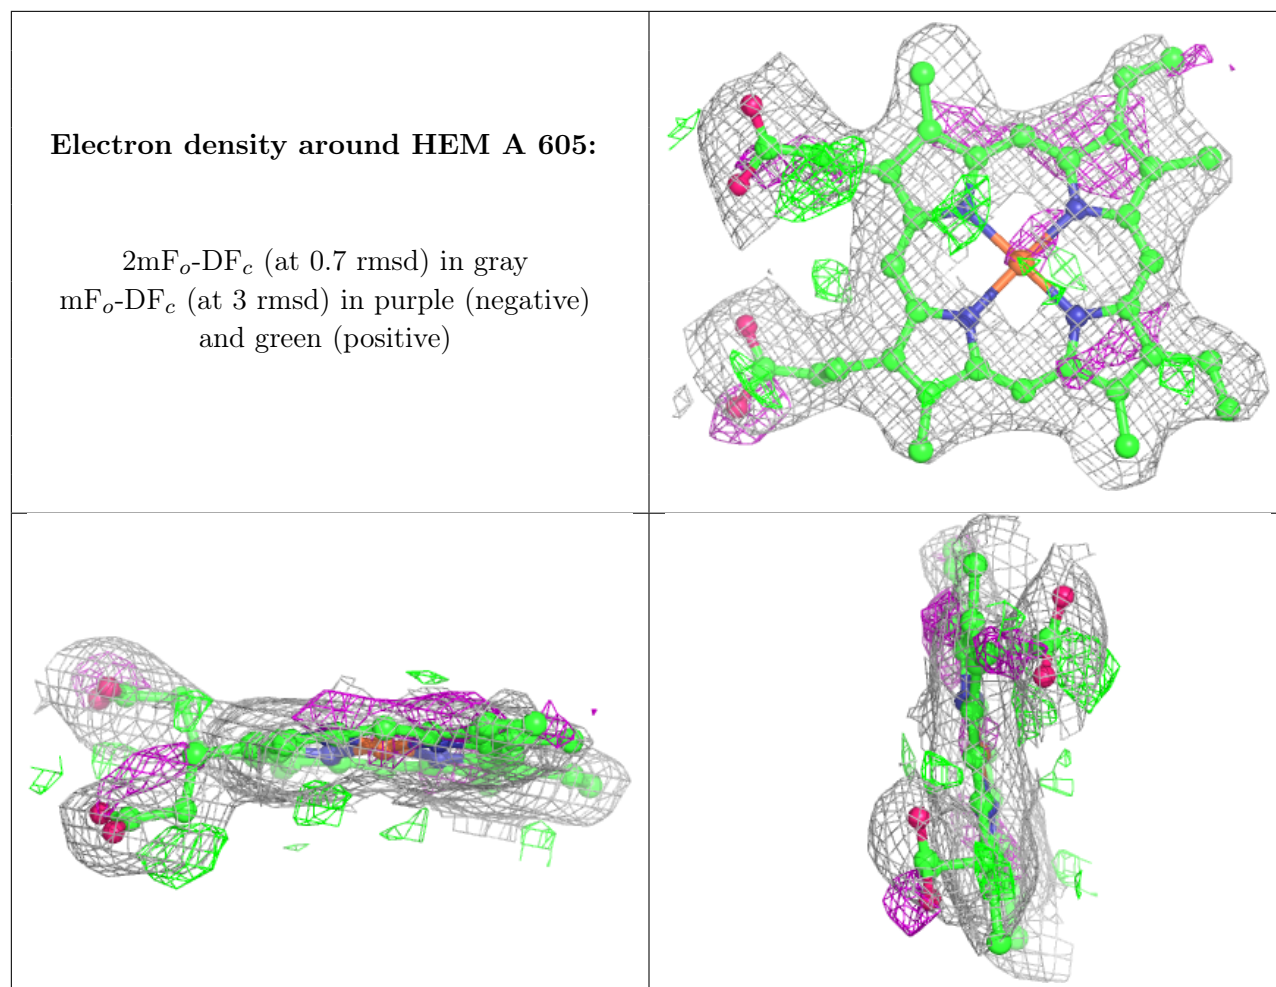 Electron density around HEM A 605:
2mFo-DFc (at 0.7 rmsd) in gray
mFo-DFc (at 3 rmsd) in purple (negative)
and green (positive)